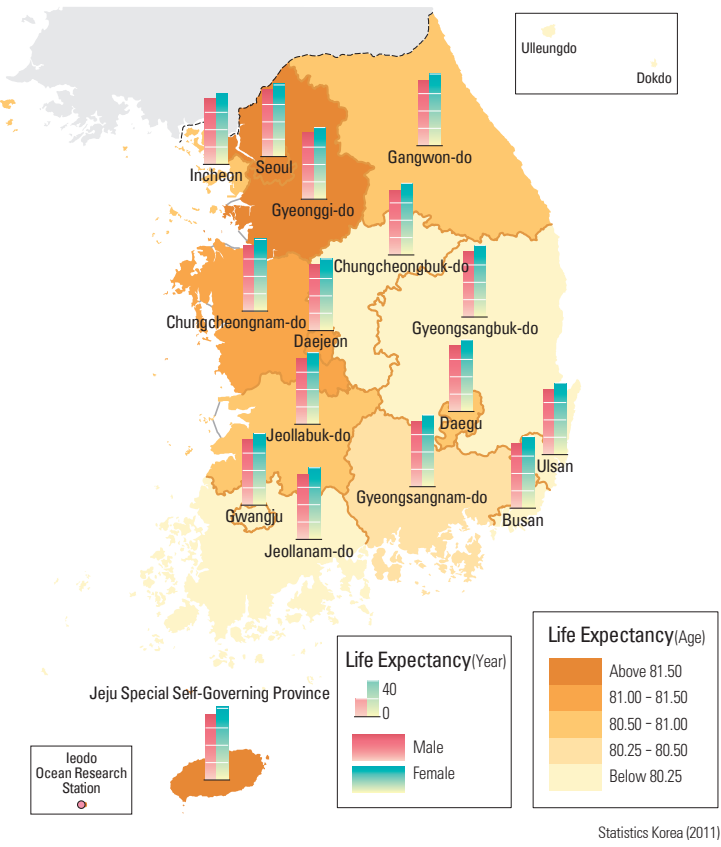 Ulleungdo
Dokdo
Incheon
Seoul
Gangwon-do
Gyeonggi-do
Chungcheongbuk-do
Chungcheongnam-do
Gyeongsangbuk-do
Daejeon
Daegu
Jeollabuk-do
Ulsan
Gyeongsangnam-do
Gwangju
Busan
Jeollanam-do
Jeju Special Self-Governing Province
Ieodo
Ocean Research
Station
Life Expectancy(Year)
40
0
Male
Female
Life Expectancy(Age)
Above 81.50
81.00 - 81.50
80.50 - 81.00
80.25 - 80.50
Below 80.25
Statistics Korea (2011)